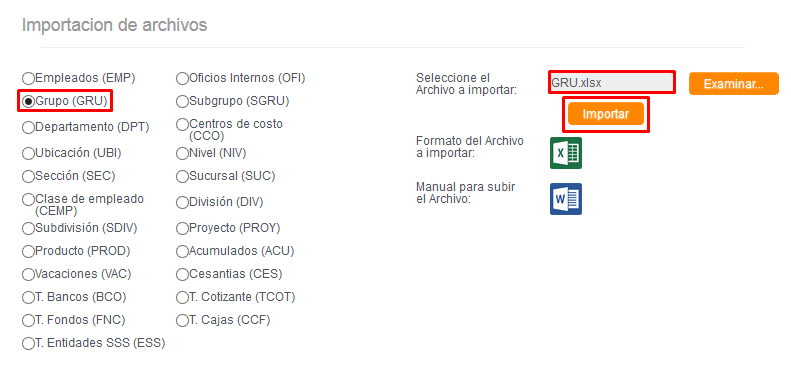 Importacion de archivos
Empleados (EMP)
Oficios Internos (OFI)
Grupo (GRU)
Subgrupo (SGRU)
Departamento (DPT)
Centros de costo
(CCO)
Ubicación (UBI)
Nivel (NIV)
Sección (SEC)
Sucursal (SUC)
Clase de empleado
(CEMP)
División (DIV)
Subdivisión (SDIV)
Proyecto (PROY)
Producto (PROD)
Acumulados (ACU)
Vacaciones (VAC)
Cesantias (CES)
T. Bancos (BCO)
T. Cotizante (TCOT)
T. Fondos (FNC)
T. Cajas (CCF)
T. Entidades SSS (ESS)
Seleccione el
Archivo a importar:
GRU.xlsx
Examinar...
Importar
Formato del Archivo
a importar:
X
Manual para subir
el Archivo:
W